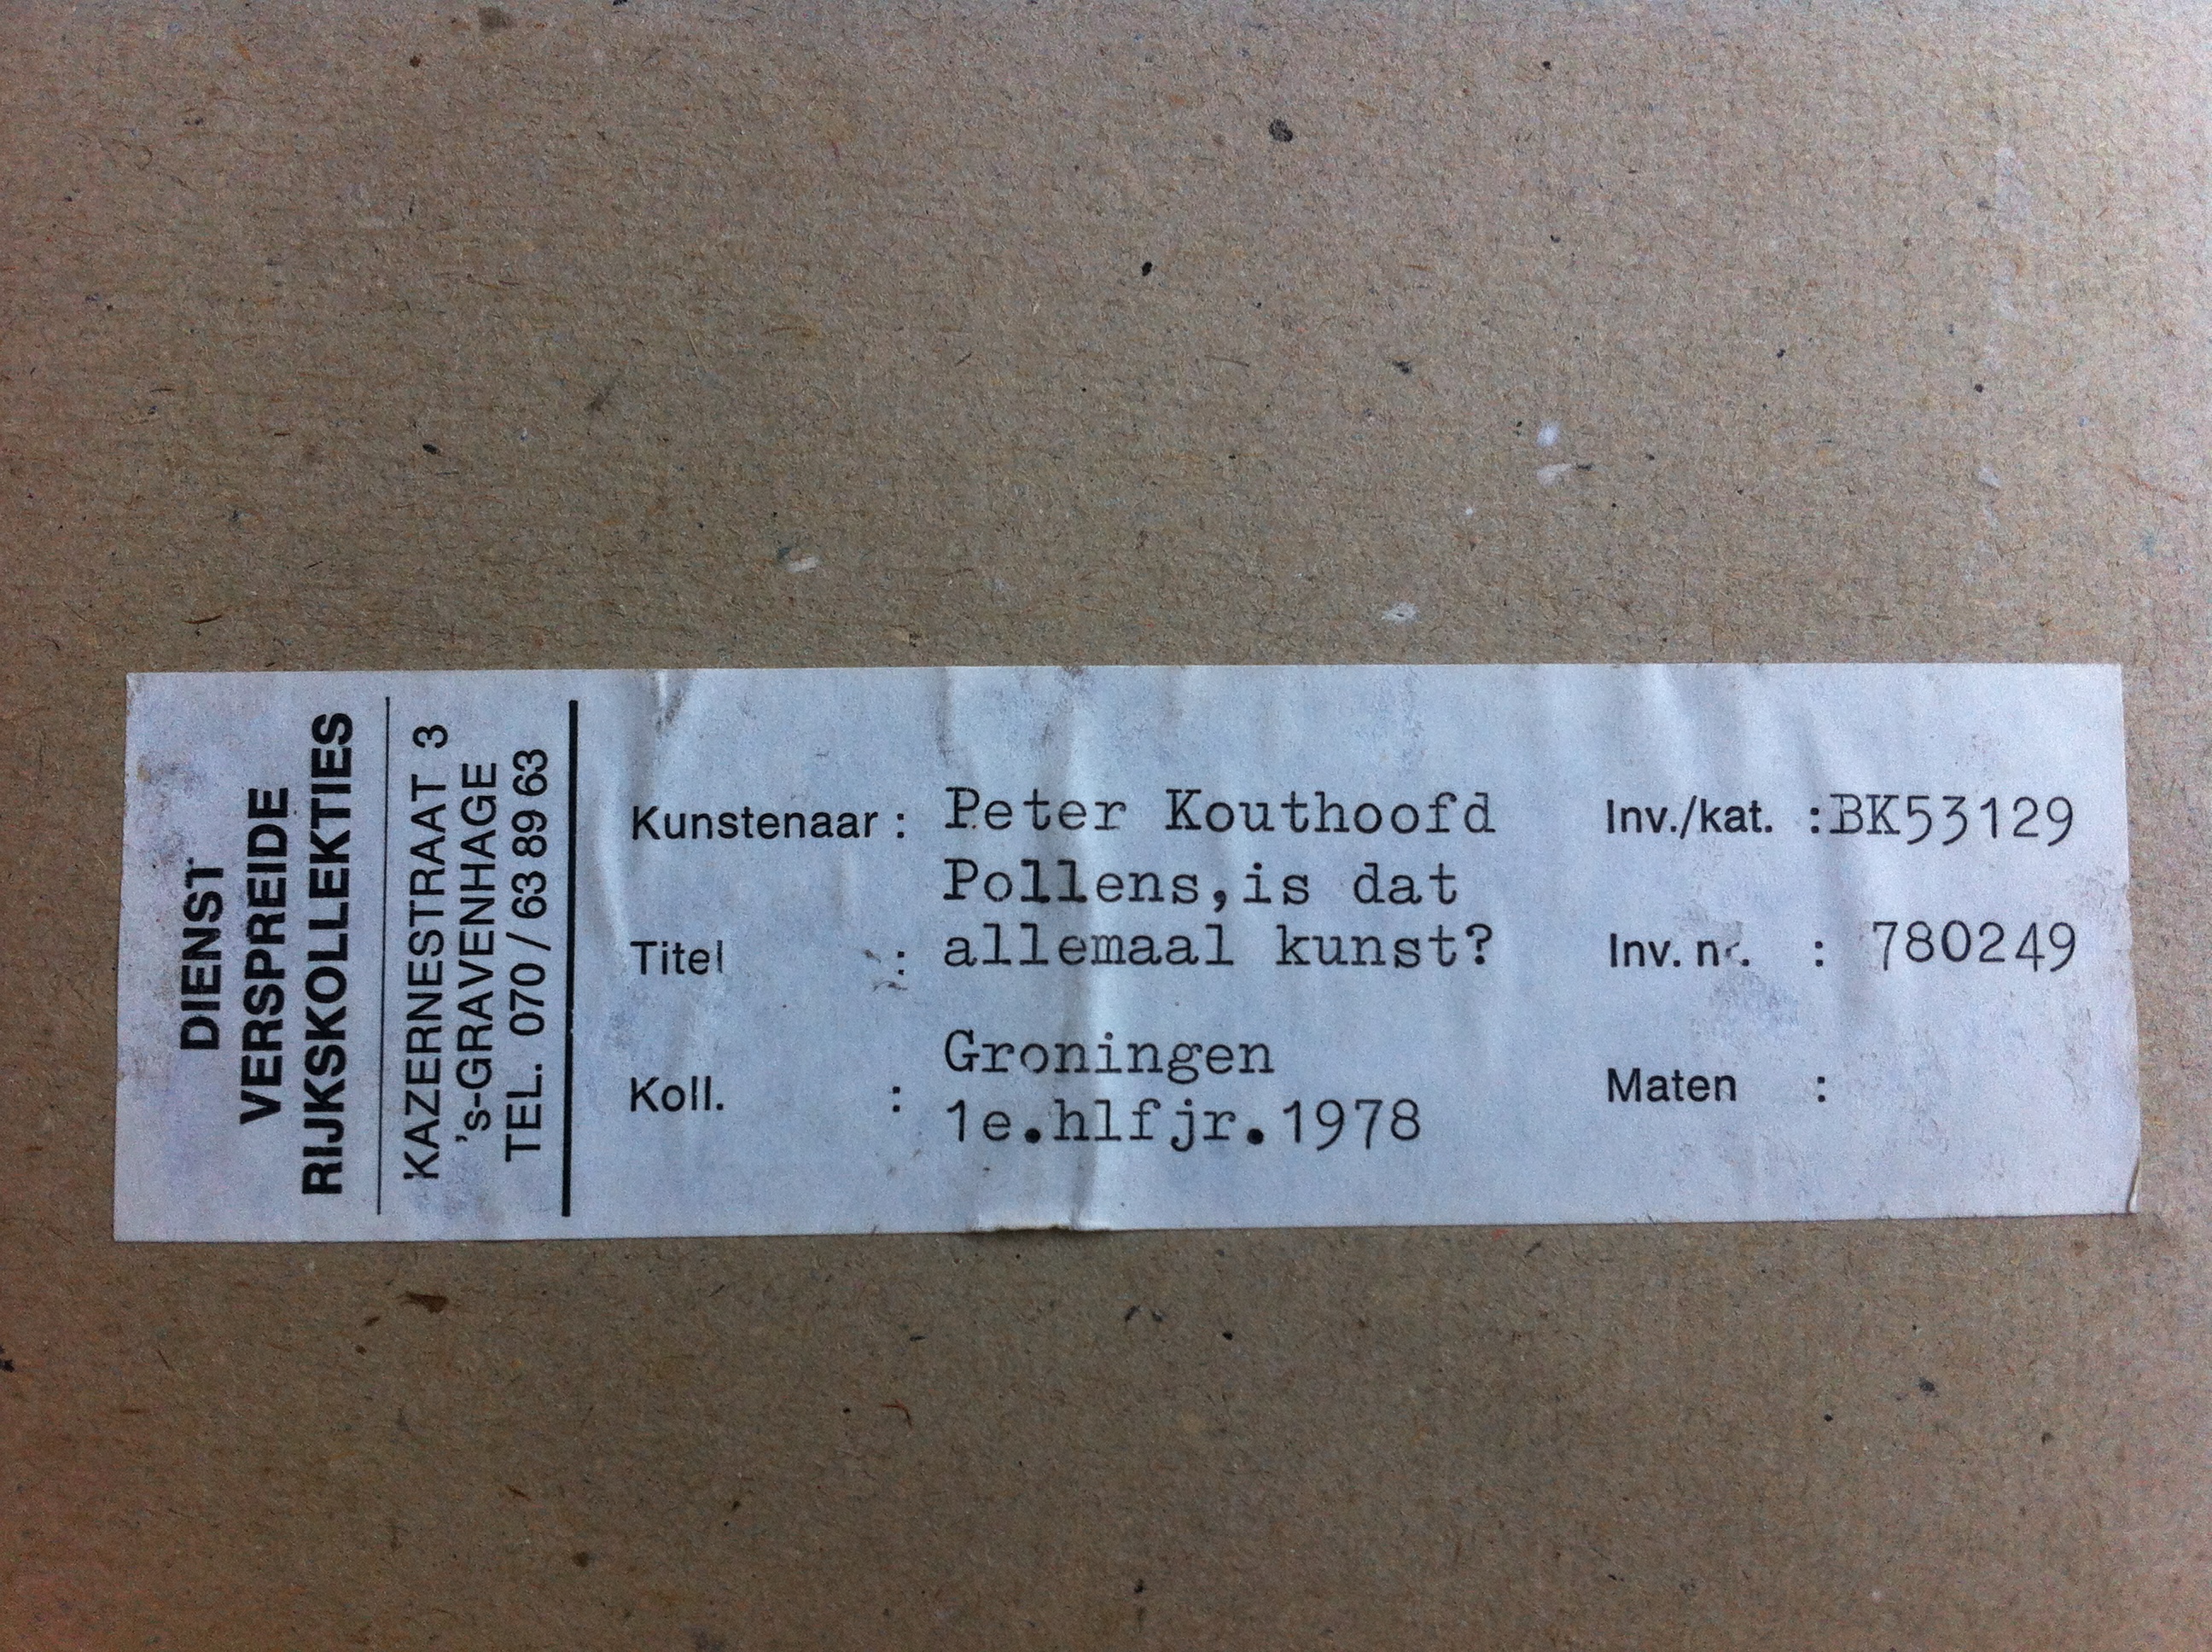 DIENST
VERSPREIDE
RIJKSKOLLEKTIES
KAZERNESTRAAT 3
's-GRAVENHAGE
TEL. 070 / 63 89 63
Kunstenaar : Peter Kouthoofd Inv./kat. :BK53129
Pollens,is dat
Titel : allemaal kunst? Inv. nr. : 780249
Groningen
Koll. : Maten :
1e.hlfjr.1978